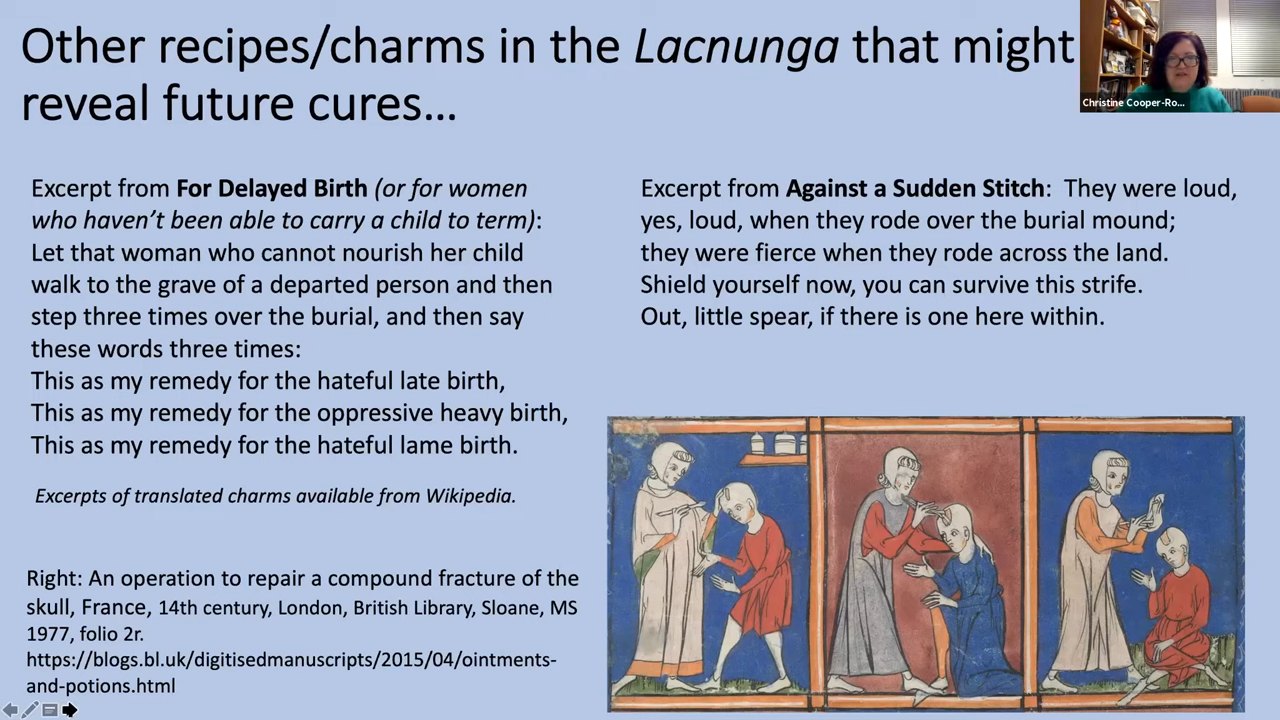 Other recipes/charms in the Lacnunga that might
reveal future cures…
Christine Cooper-Ro...
Excerpt from For Delayed Birth (or for women
who haven’t been able to carry a child to term):
Let that woman who cannot nourish her child
walk to the grave of a departed person and then
step three times over the burial, and then say
these words three times:
This as my remedy for the hateful late birth,
This as my remedy for the oppressive heavy birth,
This as my remedy for the hateful lame birth.
Excerpts of translated charms available from Wikipedia.
Excerpt from Against a Sudden Stitch: They were loud,
yes, loud, when they rode over the burial mound;
they were fierce when they rode across the land.
Shield yourself now, you can survive this strife.
Out, little spear, if there is one here within.
Right: An operation to repair a compound fracture of the
skull, France, 14th century, London, British Library, Sloane, MS
1977, folio 2r.
https://blogs.bl.uk/digitisedmanuscripts/2015/04/ointments-
and-potions.html